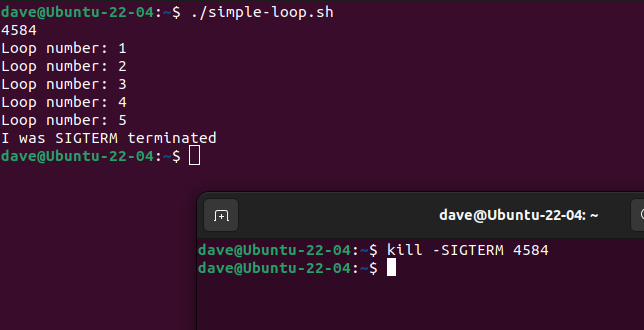 dave@Ubuntu-22-04:~$ ./simple-loop.sh
4584
Loop number: 1
Loop number: 2
Loop number: 3
Loop number: 4
Loop number: 5
I was SIGTERM terminated
dave@Ubuntu-22-04:~$
dave@Ubuntu-22-04: ~
dave@Ubuntu-22-04:~$ kill -SIGTERM 4584
dave@Ubuntu-22-04:~$